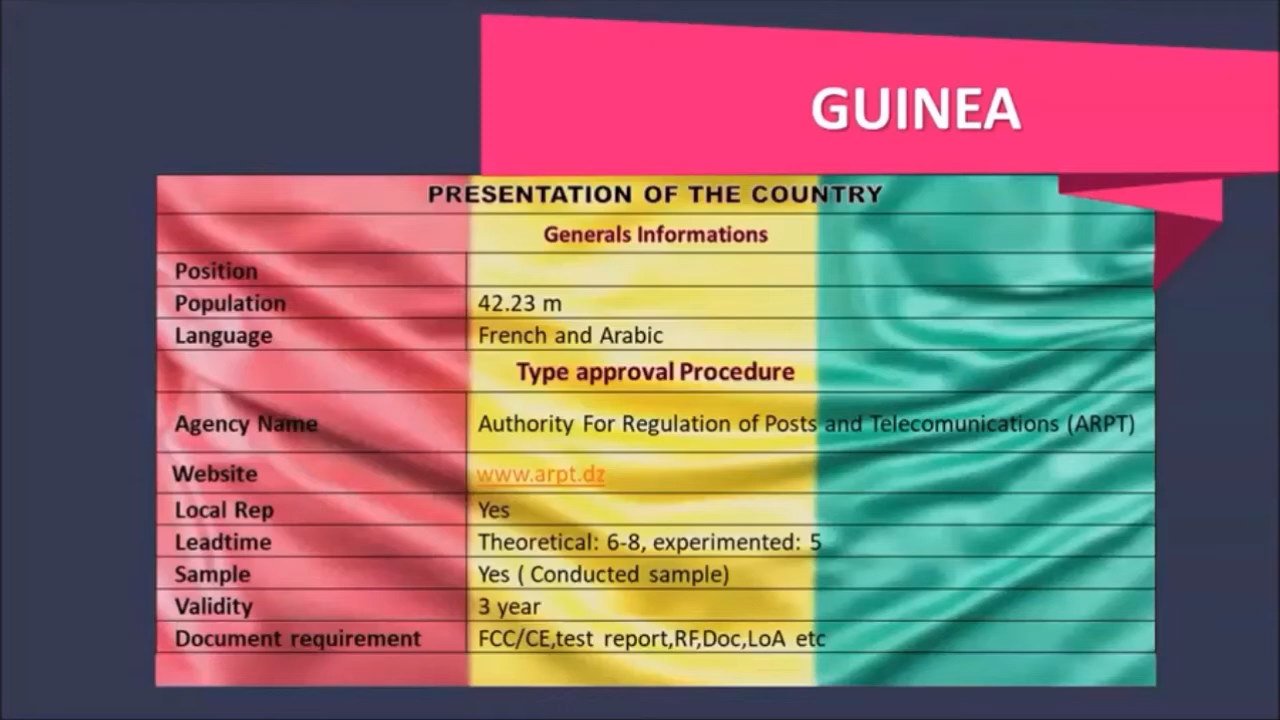 GUINEA
PRESENTATION OF THE COUNTRY
Generals Informations
Position
Population 42.23 m
Language French and Arabic
Type approval Procedure
Agency Name Authority For Regulation of Posts and Telecommunications (ARPT)
Website www.arpt.dz
Local Rep Yes
Leadtime Theoretical: 6-8, experimented: 5
Sample Yes ( Conducted sample)
Validity 3 year
Document requirement FCC/CE,test report,RF,Doc,LoA etc